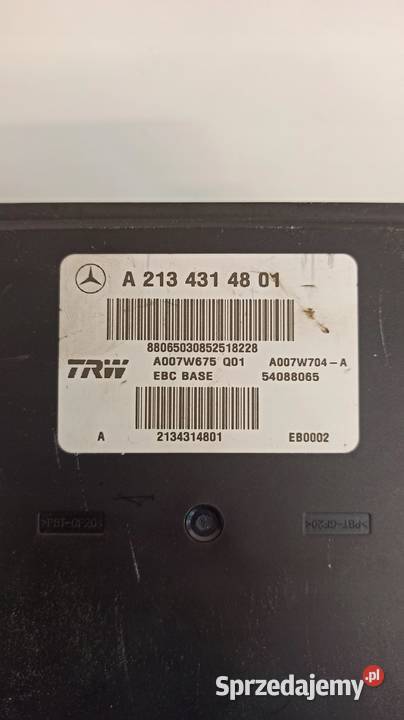 A 213 431 48 01
88065030852518228
A007W675 Q01 A007W704-A
TRW EBC BASE 54088065
A 2134314801 EB0002
>PBT-GF20<
Sprzedajemy.pl